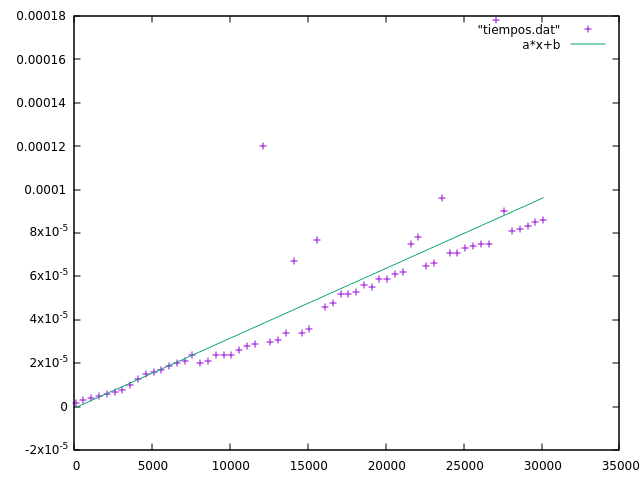 0.00018
"tiempos.dat"
a*x+b
0.00016
0.00014
0.00012
0.0001
8x10⁻⁵
6x10⁻⁵
4x10⁻⁵
2x10⁻⁵
0
-2x10⁻⁵
0 5000 10000 15000 20000 25000 30000 35000